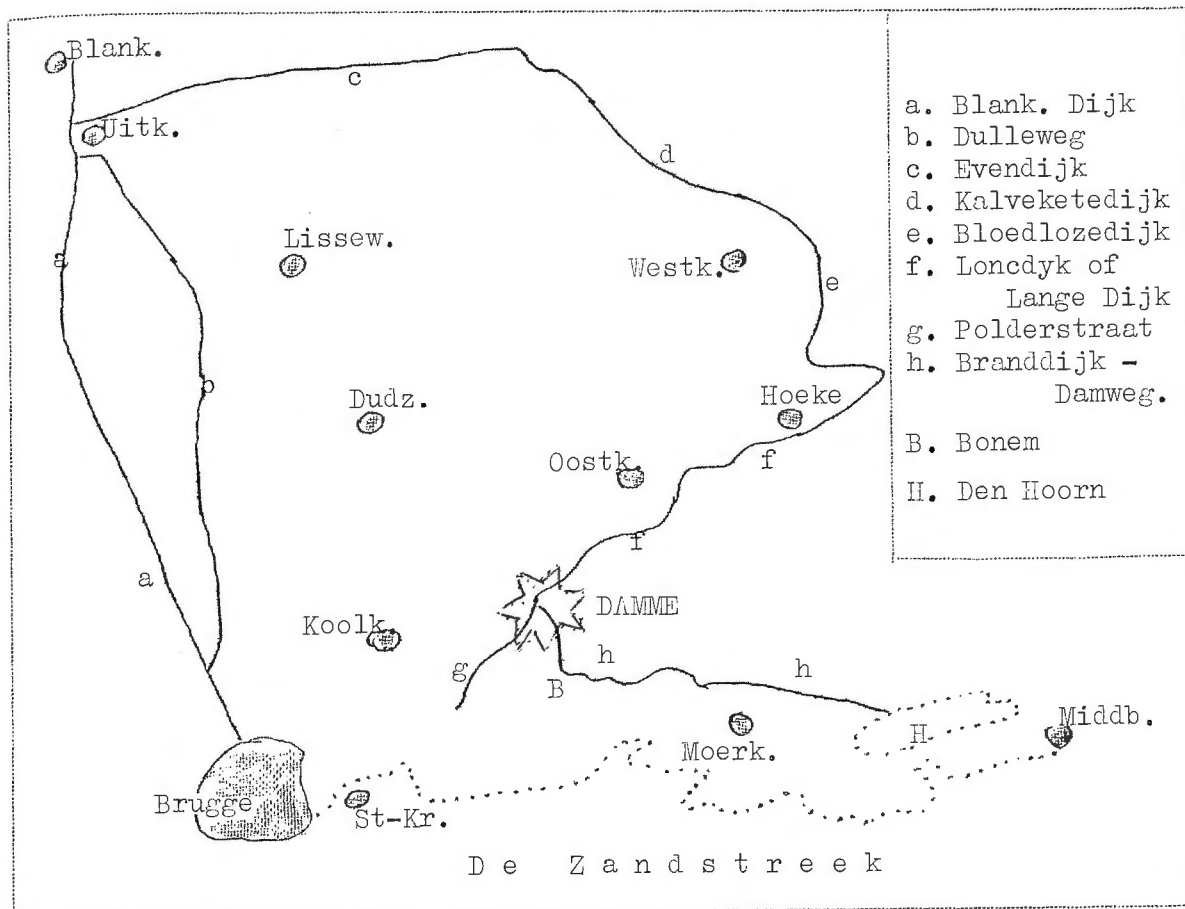 Blank.
c
Uitk.
d
a
Lissew.
Westk.
e
b
Dudz.
Hoeke
Oostk.
f
f
a
DAMME
Koolk.
g
h
B
h
H
Middb.
Moerk.
Brugge
St-Kr.
De Zandstreek
a. Blank. Dijk
b. Dulleweg
c. Evendijk
d. Kalveketedijk
e. Bloedlozedijk
f. Loncdyk of
Lange Dijk
g. Polderstraat
h. Branddijk -
Damweg.
B. Bonem
H. Den Hoorn